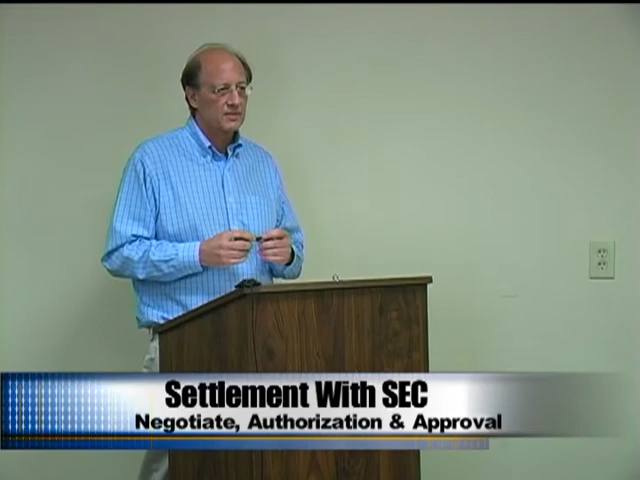 Settlement With SEC
Negotiate, Authorization & Approval